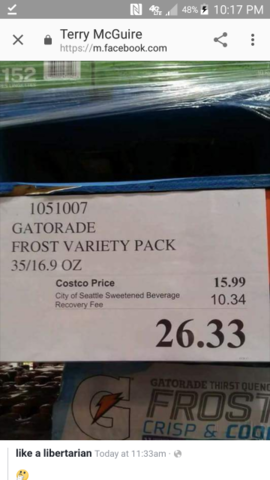 48% 10:17 PM
Terry McGuire
https://m.facebook.com
152
1051007
GATORADE
FROST VARIETY PACK
35/16.9 OZ
Costco Price 15.99
City of Seattle Sweetened Beverage
Recovery Fee 10.34
26.33
GATORADE THIRST QUENC
G FROST
CRISP & COOL
like a libertarian Today at 11:33am